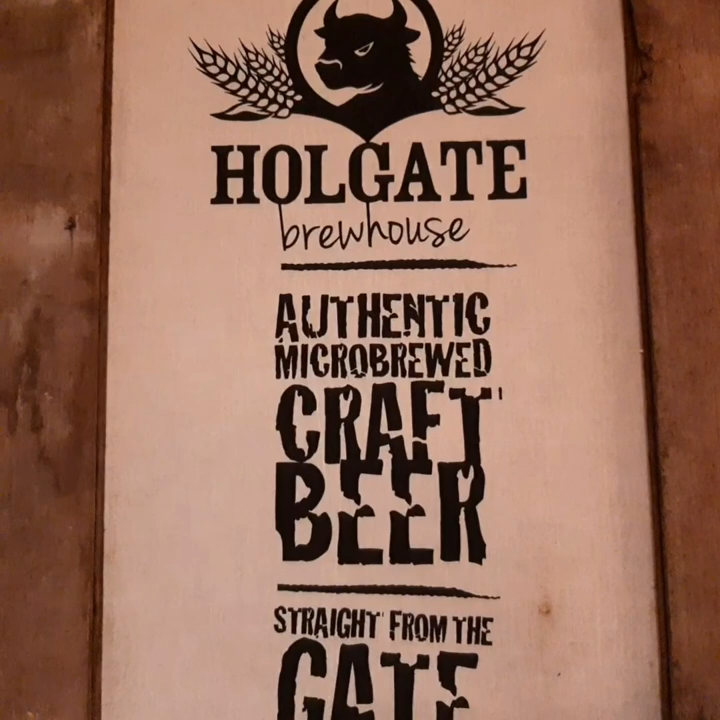 HOLGATE
brewhouse
AUTHENTIC
MICROBREWED
CRAFT
BEER
STRAIGHT FROM THE
GATE